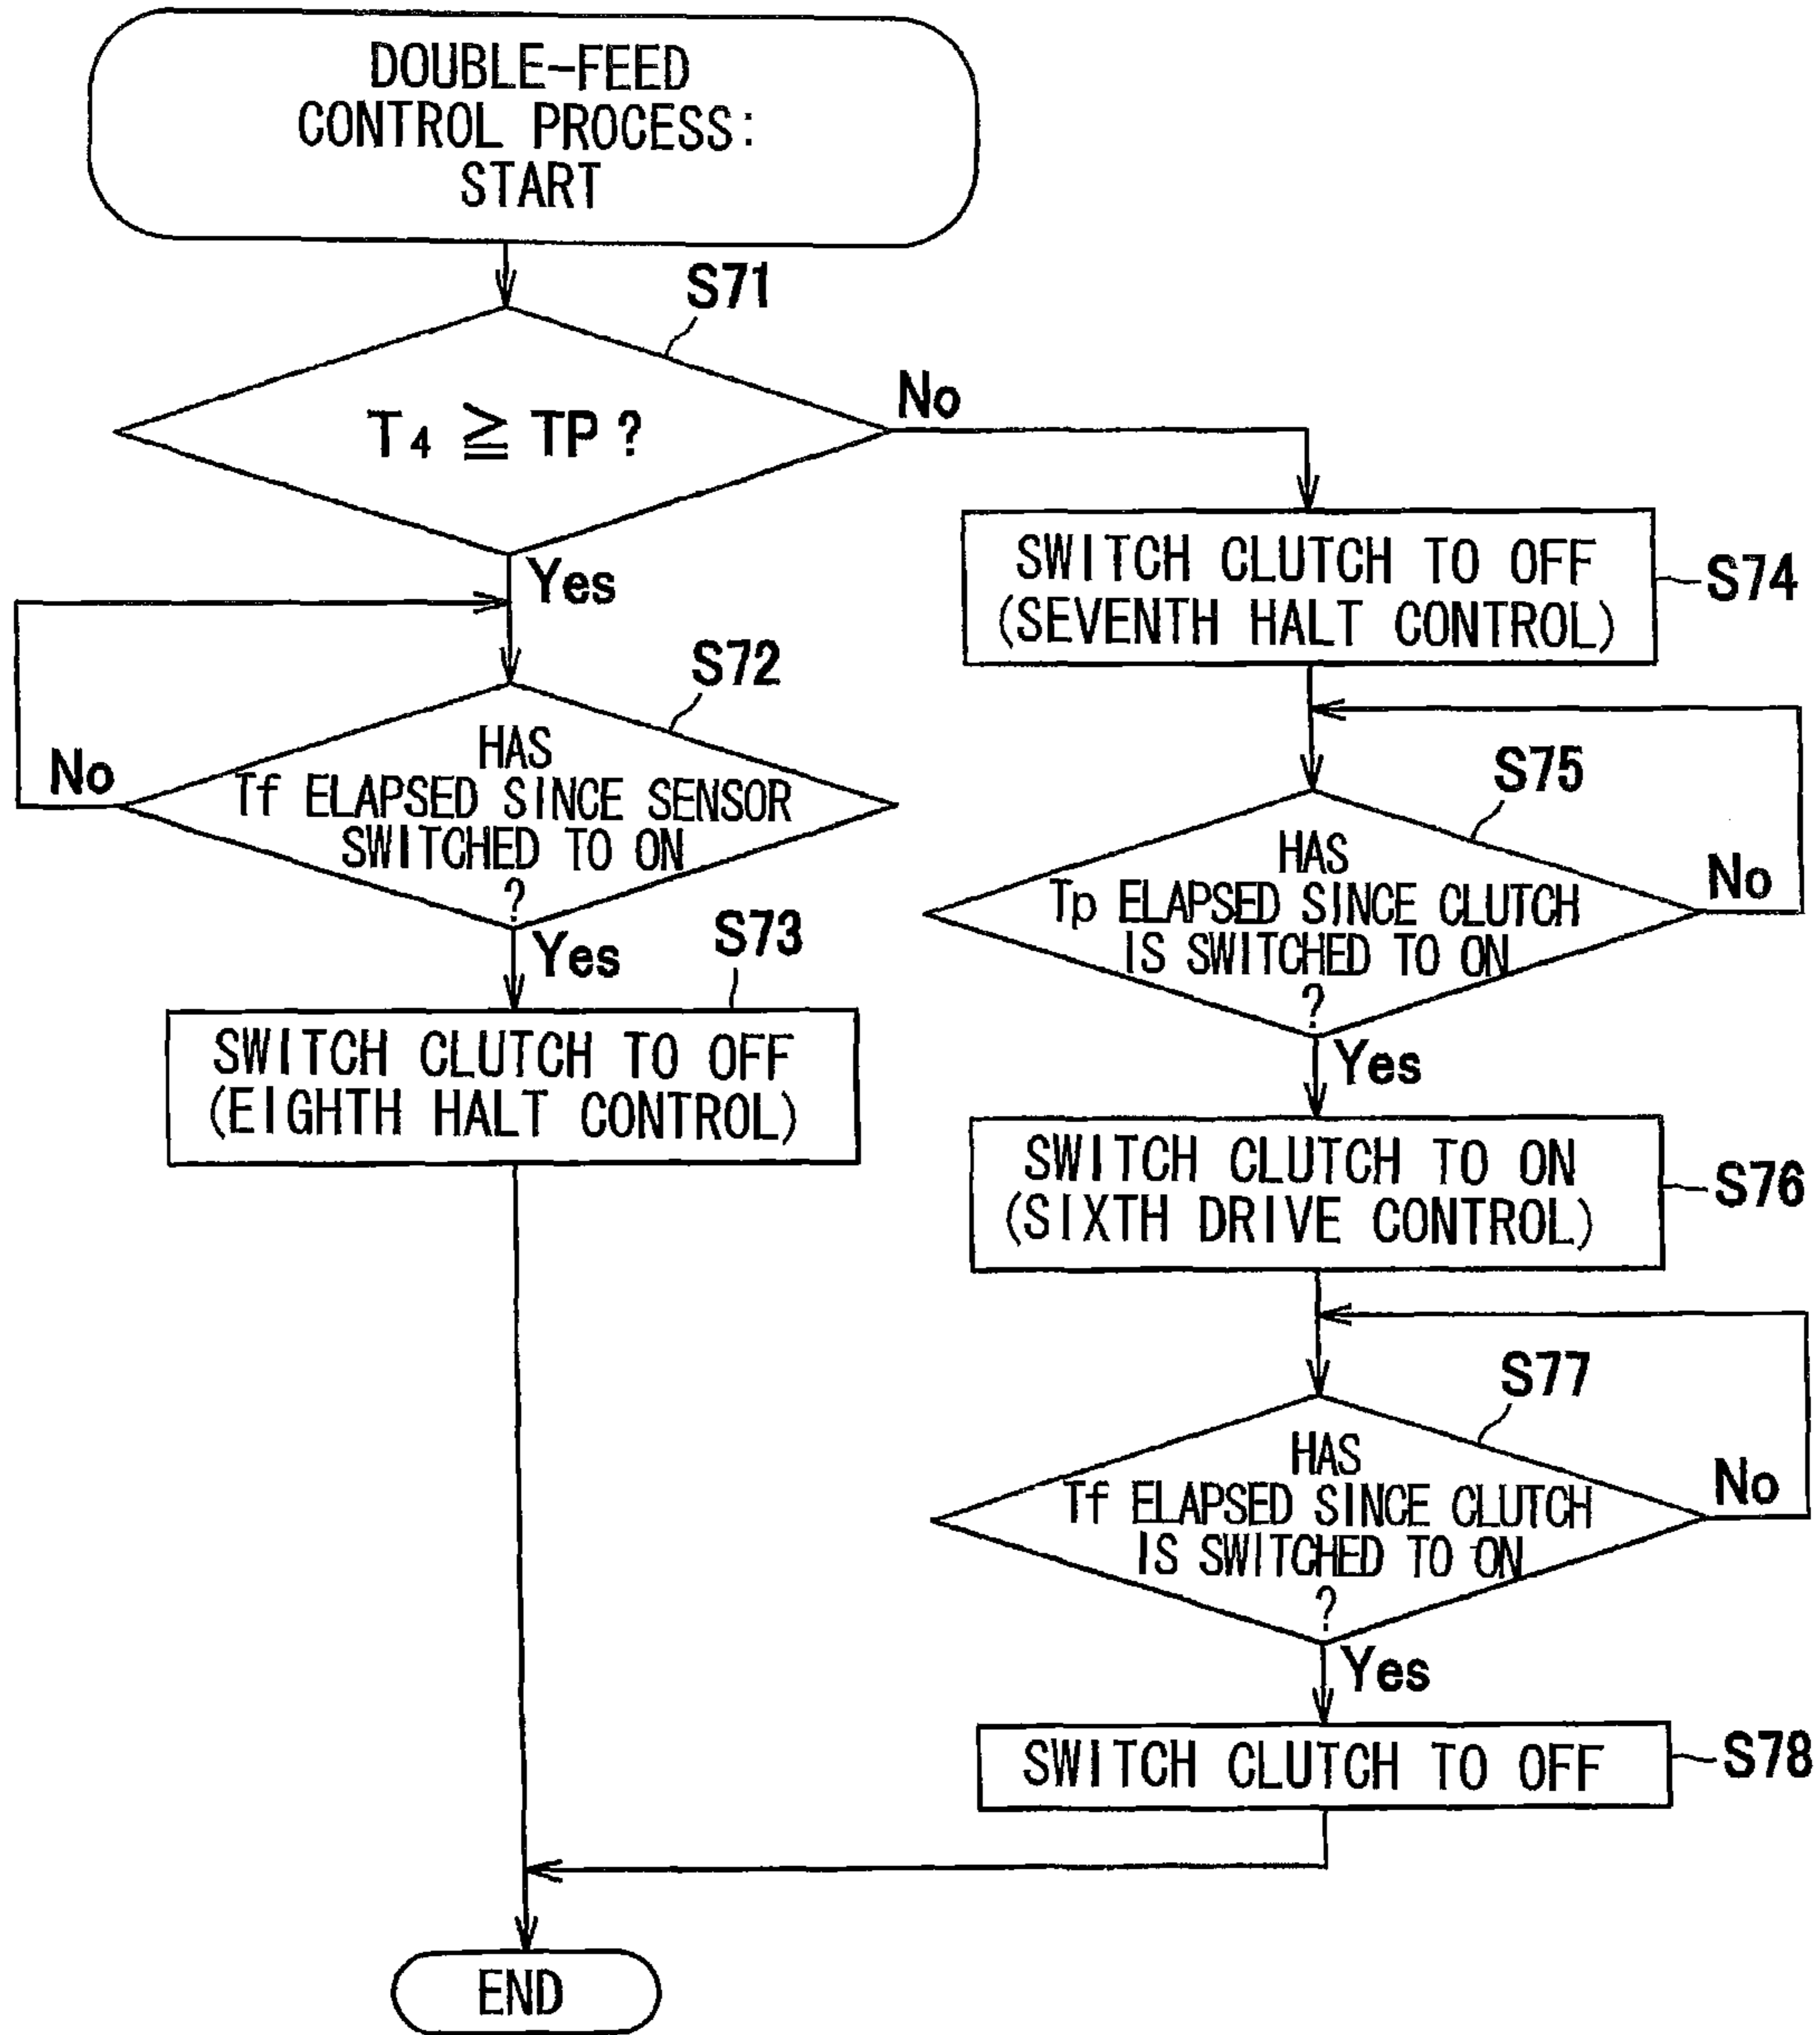 DOUBLE-FEED
CONTROL PROCESS:
START
S71
T4 ≧ TP ?
No
Yes
S72
HAS
Tf ELAPSED SINCE SENSOR
SWITCHED TO ON
?
No
Yes
S73
SWITCH CLUTCH TO OFF
(EIGHTH HALT CONTROL)
SWITCH CLUTCH TO OFF
(SEVENTH HALT CONTROL)
S74
S75
HAS
Tp ELAPSED SINCE CLUTCH
IS SWITCHED TO ON
?
No
Yes
SWITCH CLUTCH TO ON
(SIXTH DRIVE CONTROL)
S76
S77
HAS
Tf ELAPSED SINCE CLUTCH
IS SWITCHED TO ON
?
No
Yes
SWITCH CLUTCH TO OFF
S78
END